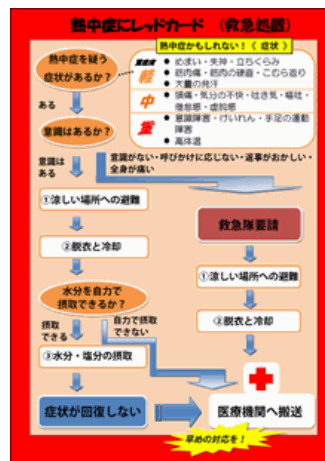 熱中症にレッドカード (救急処置)
熱中症かもしれない!《 症状 》
熱中症を疑う
症状があるか?
重症度
軽
● めまい・失神・立ちくらみ
● 筋肉痛・筋肉の硬直・こむら返り
● 大量の発汗
中
● 頭痛・気分の不快・吐き気・嘔吐・
倦怠感・虚脱感
重
● 意識障害・けいれん・手足の運動
障害
● 高体温
ある
意識はあるか?
意識は
ある
意識がない・呼びかけに応じない・返事がおかしい・
全身が痛い
①涼しい場所への避難
救急隊要請
②脱衣と冷却
①涼しい場所への避難
水分を自力で
摂取できるか?
②脱衣と冷却
摂取
できる
自力で摂取
できない
③水分・塩分の摂取
症状が回復しない
医療機関へ搬送
早めの対応を!